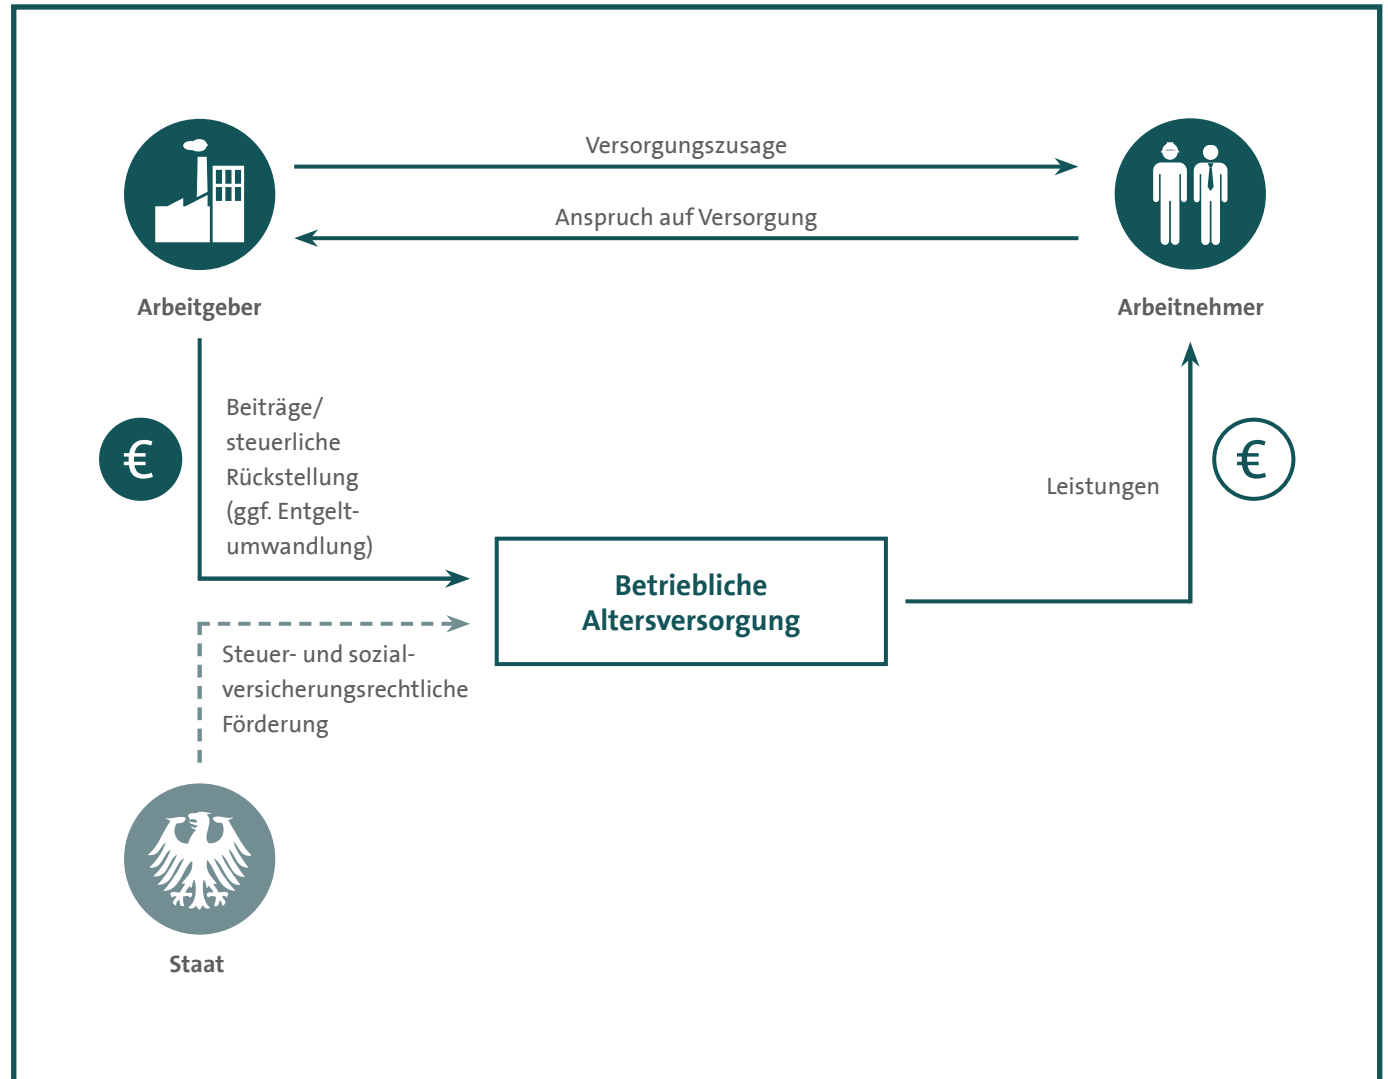 Versorgungszusage
Anspruch auf Versorgung
Arbeitgeber
Arbeitnehmer
Beiträge/
steuerliche
Rückstellung
(ggf. Entgelt-
umwandlung)
€
€
Leistungen
Betriebliche
Altersversorgung
Steuer- und sozial-
versicherungsrechtliche
Förderung
Staat